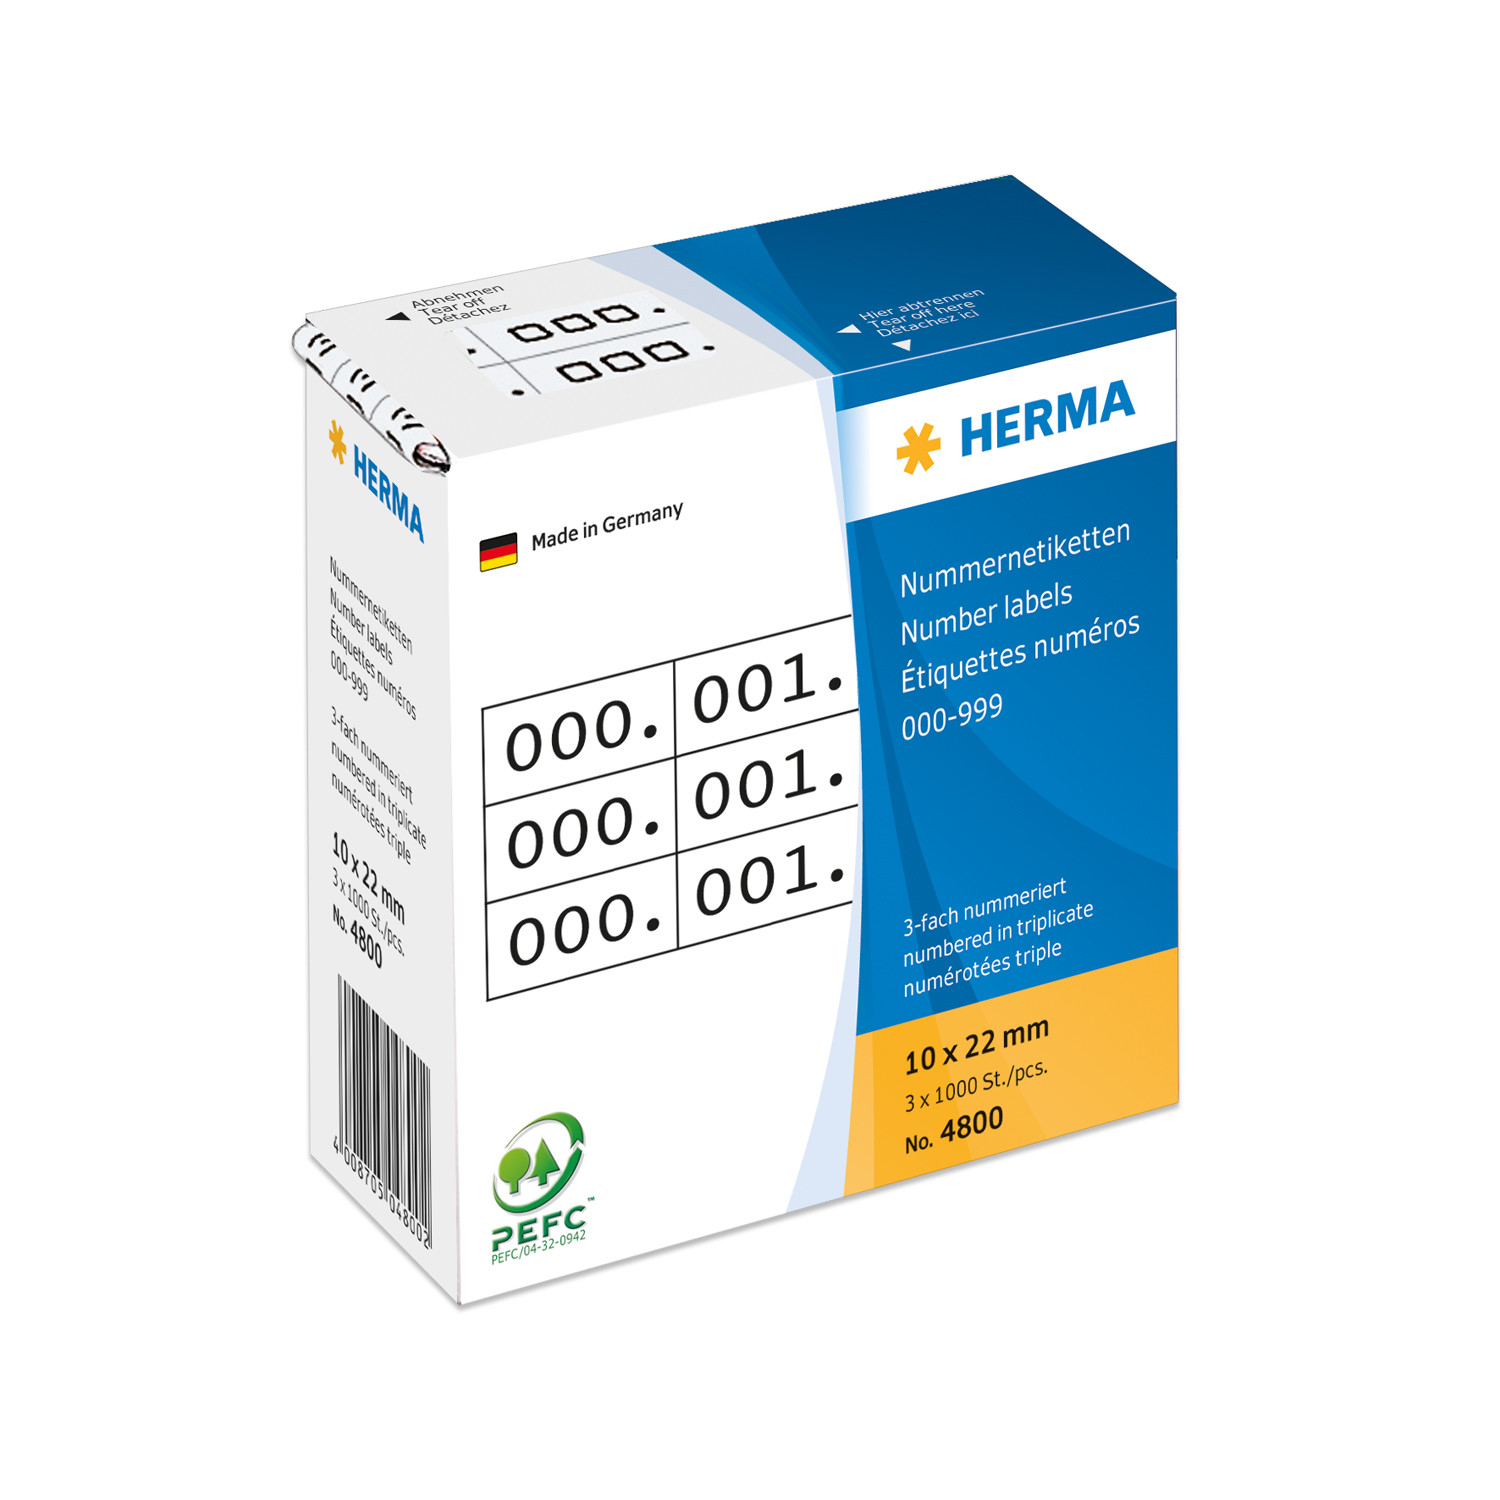 Abnehmen
Tear off
Détachez
000.
. 000.
Hier abtrennen
Tear off here
Détachez ici
HERMA
Nummernetiketten
Number labels
Étiquettes numéros
000-999
3-fach nummeriert
numbered in triplicate
numérotées triple
10 x 22 mm
3 x 1000 St./pcs.
No. 4800
4 008705 048002
Made in Germany
000. 001.
000. 001.
000. 001.
PEFC™
PEFC/04-32-0942
HERMA
Nummernetiketten
Number labels
Étiquettes numéros
000-999
3-fach nummeriert
numbered in triplicate
numérotées triple
10 x 22 mm
3 x 1000 St./pcs.
No. 4800